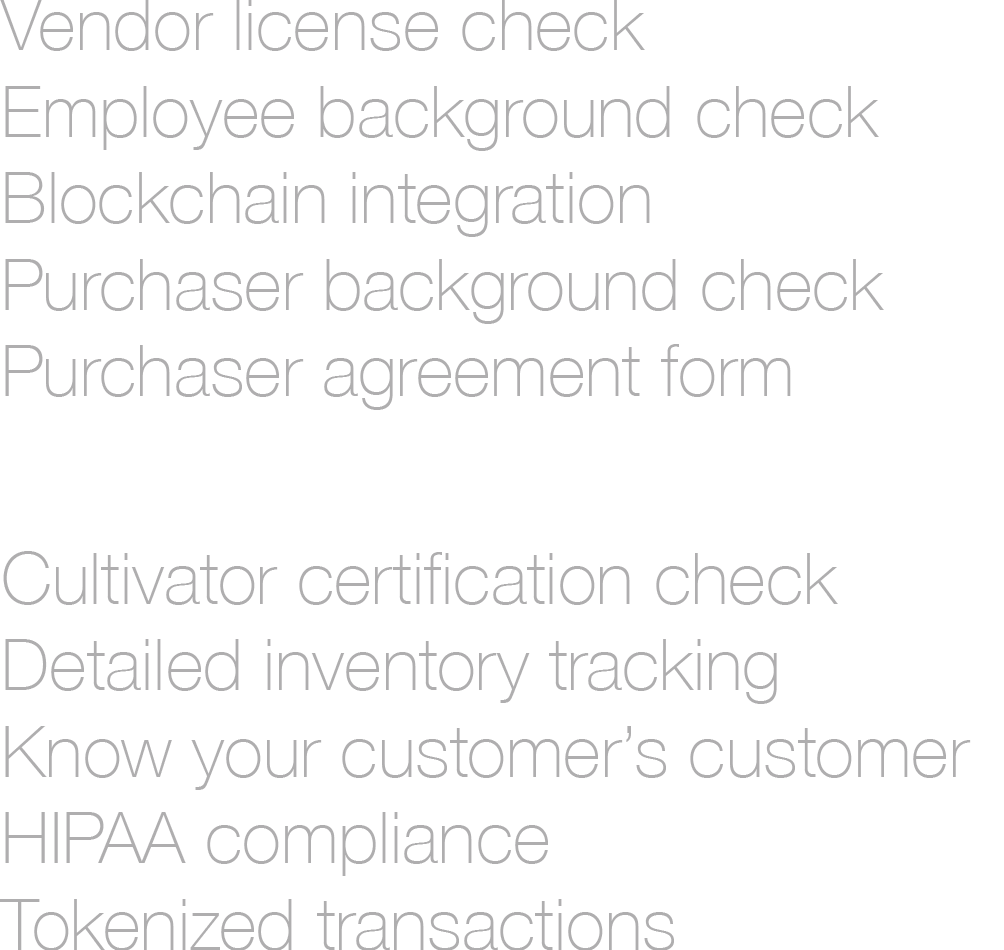 Vendor license check
Employee background check
Blockchain integration
Purchaser background check
Purchaser agreement form
Cultivator certification check
Detailed inventory tracking
Know your customer’s customer
HIPAA compliance
Tokenized transactions